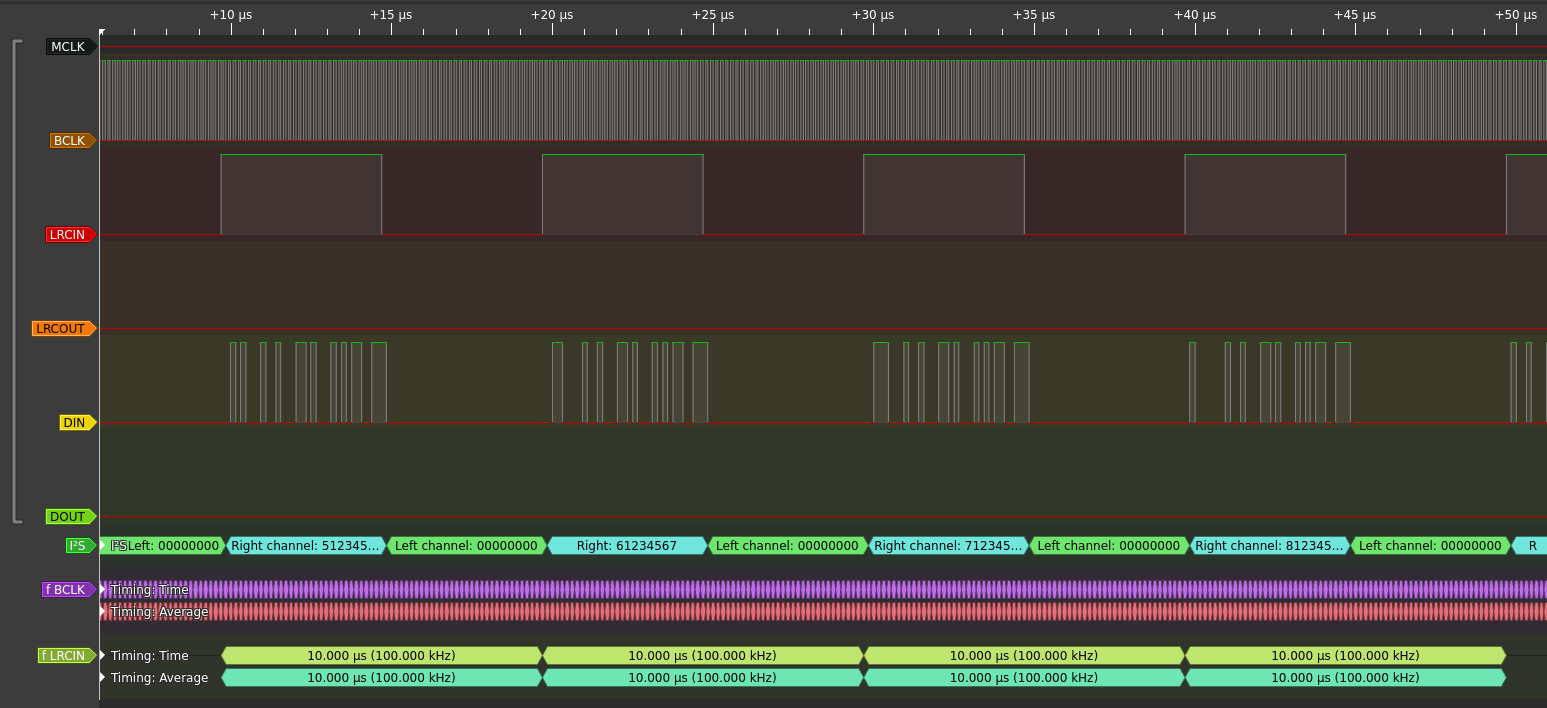 +10 µs +15 µs +20 µs +25 µs +30 µs +35 µs +40 µs +45 µs +50 µs
MCLK
BCLK
LRCIN
LRCOUT
DIN
DOUT
I²S I²S Left: 00000000 Right channel: 512345... Left channel: 00000000 Right: 61234567 Left channel: 00000000 Right channel: 712345... Left channel: 00000000 Right channel: 812345... Left channel: 00000000 R
f BCLK Timing: Time
Timing: Average
f LRCIN Timing: Time 10.000 µs (100.000 kHz) 10.000 µs (100.000 kHz) 10.000 µs (100.000 kHz) 10.000 µs (100.000 kHz)
Timing: Average 10.000 µs (100.000 kHz) 10.000 µs (100.000 kHz) 10.000 µs (100.000 kHz) 10.000 µs (100.000 kHz)